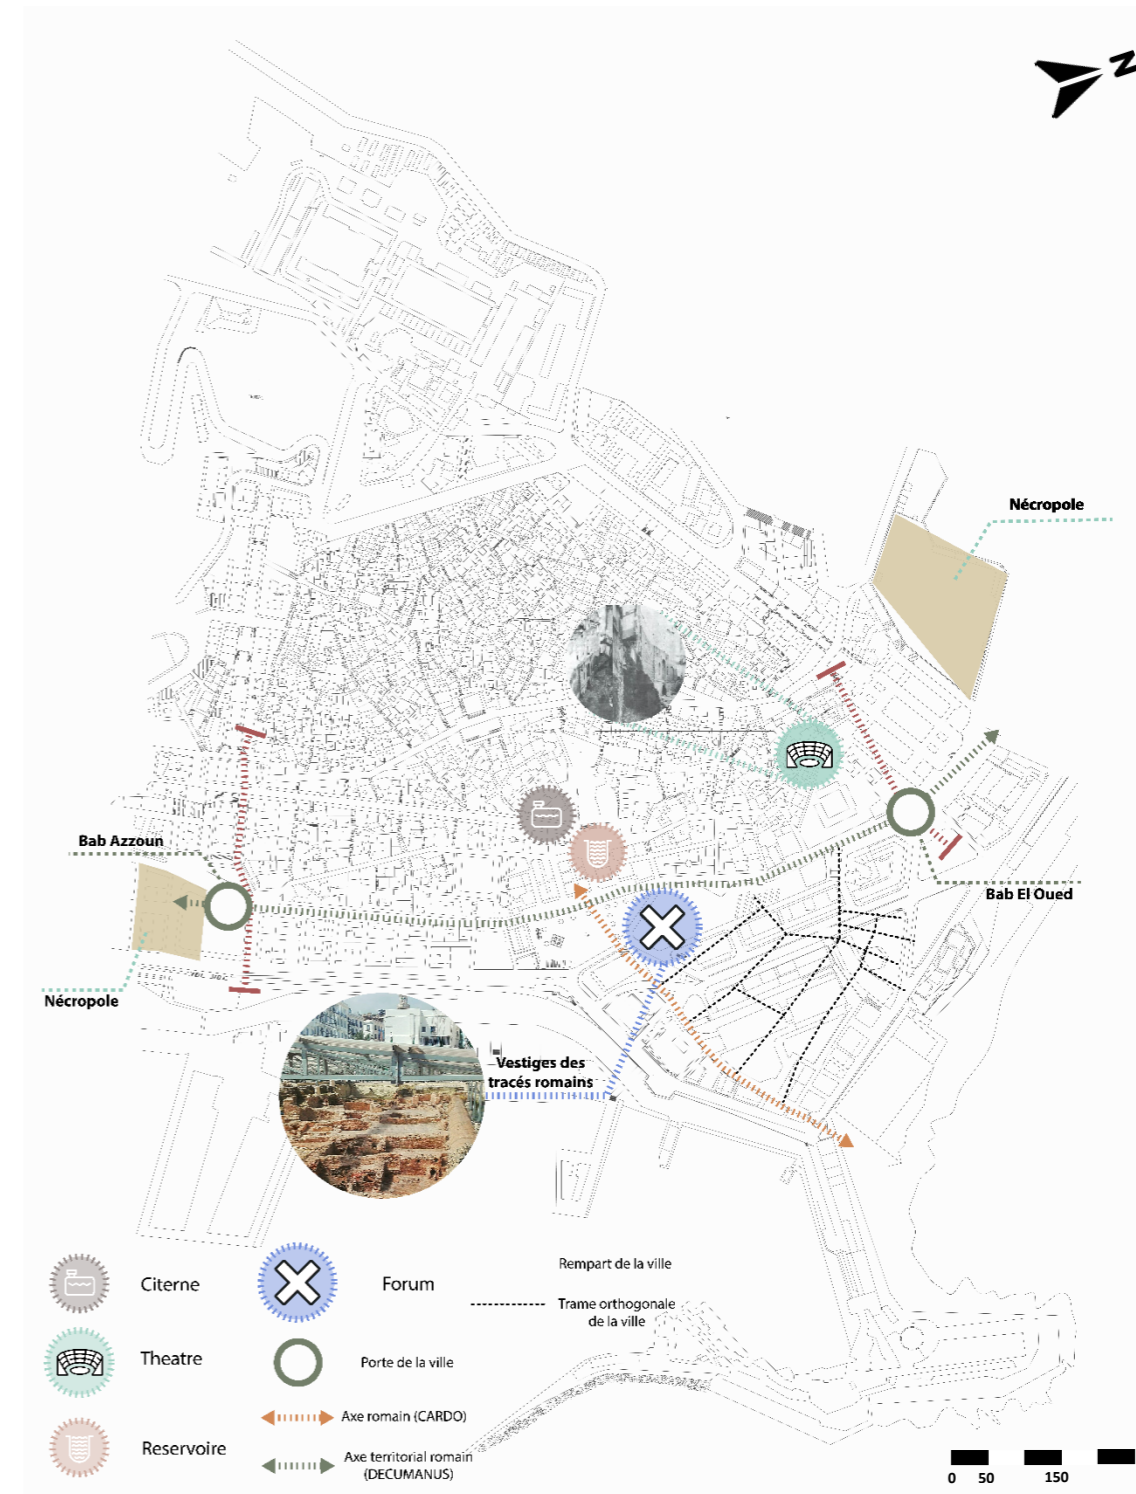 N
Nécropole
Bab Azzoun
Bab El Oued
Nécropole
Vestiges des
tracés romains
Citerne
Forum
Rempart de la ville
Trame orthogonale
de la ville
Theatre
Porte de la ville
Axe romain (CARDO)
Reservoire
Axe territorial romain
(DECUMANUS)
0 50 150